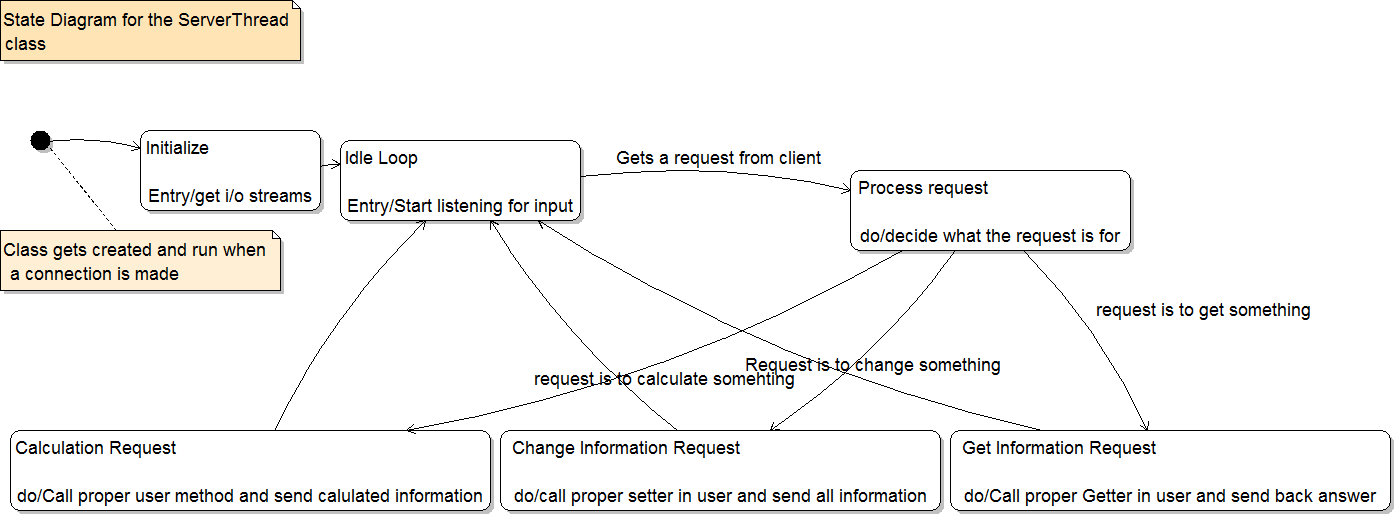 State Diagram for the ServerThread
class
Initialize
Entry/get i/o streams
Idle Loop
Entry/Start listening for input
Gets a request from client
Process request
do/decide what the request is for
Class gets created and run when
a connection is made
request is to get something
Request is to change something
request is to calculate somehting
Calculation Request
do/Call proper user method and send calulated information
Change Information Request
do/call proper setter in user and send all information
Get Information Request
do/Call proper Getter in user and send back answer